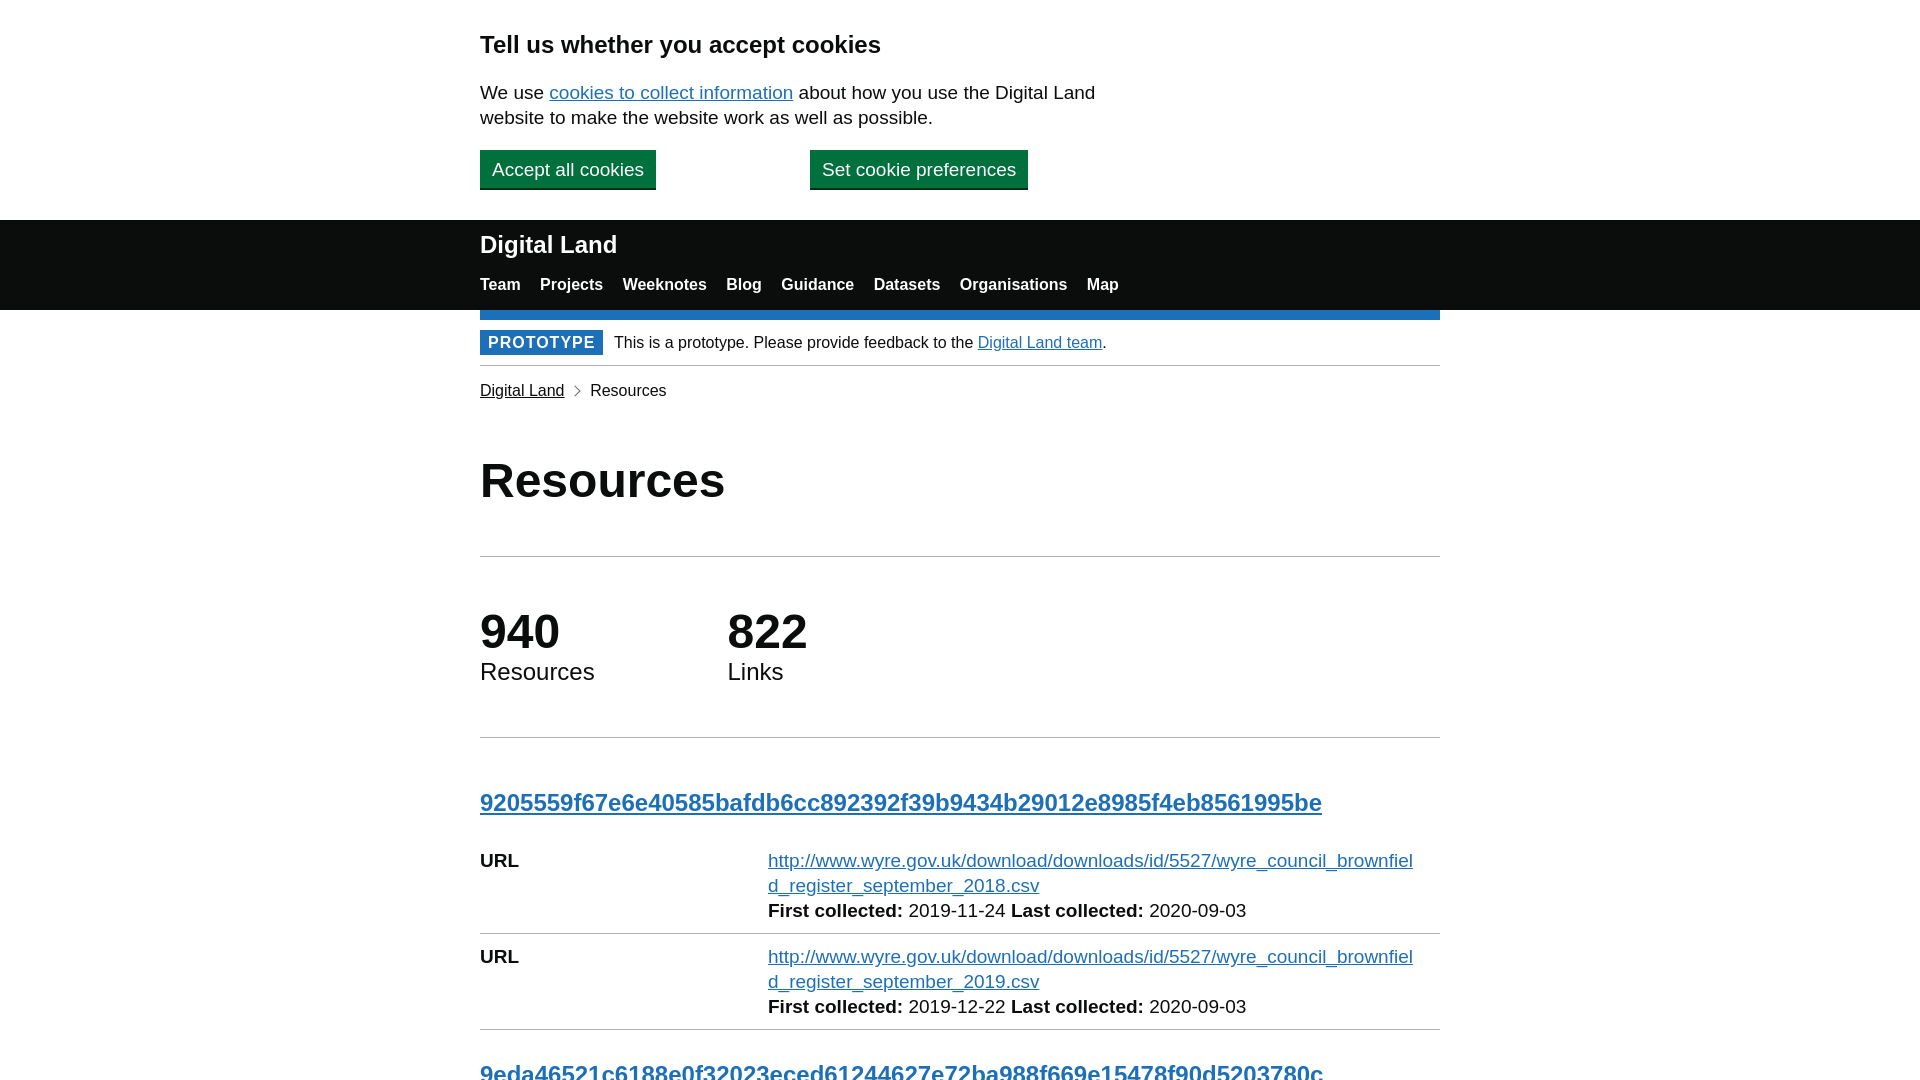 Tell us whether you accept cookies
We use cookies to collect information about how you use the Digital Land
website to make the website work as well as possible.
Accept all cookies
Set cookie preferences
Digital Land
Team Projects Weeknotes Blog Guidance Datasets Organisations Map
PROTOTYPE This is a prototype. Please provide feedback to the Digital Land team.
Digital Land Resources
Resources
940
Resources
822
Links
9205559f67e6e40585bafdb6cc892392f39b9434b29012e8985f4eb8561995be
URL
http://www.wyre.gov.uk/download/downloads/id/5527/wyre_council_brownfiel
d_register_september_2018.csv
First collected: 2019-11-24 Last collected: 2020-09-03
URL
http://www.wyre.gov.uk/download/downloads/id/5527/wyre_council_brownfiel
d_register_september_2019.csv
First collected: 2019-12-22 Last collected: 2020-09-03
9eda46521c6188e0f32023eced61244627e72ba988f669e15478f90d5203780c